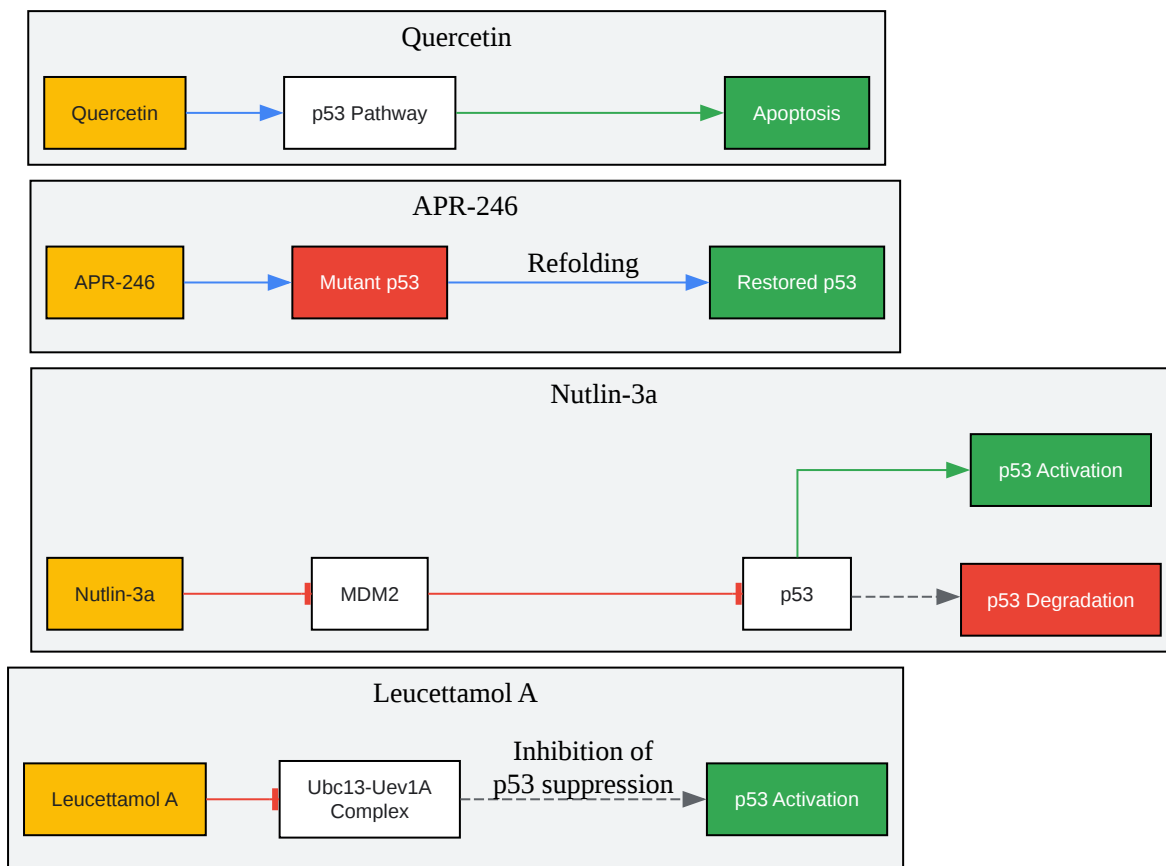 Quercetin
Quercetin
p53 Pathway
Apoptosis
APR-246
APR-246
Mutant p53
Refolding
Restored p53
Nutlin-3a
p53 Activation
Nutlin-3a
MDM2
p53
p53 Degradation
Leucettamol A
Leucettamol A
Ubc13-Uev1A
Complex
Inhibition of
p53 suppression
p53 Activation